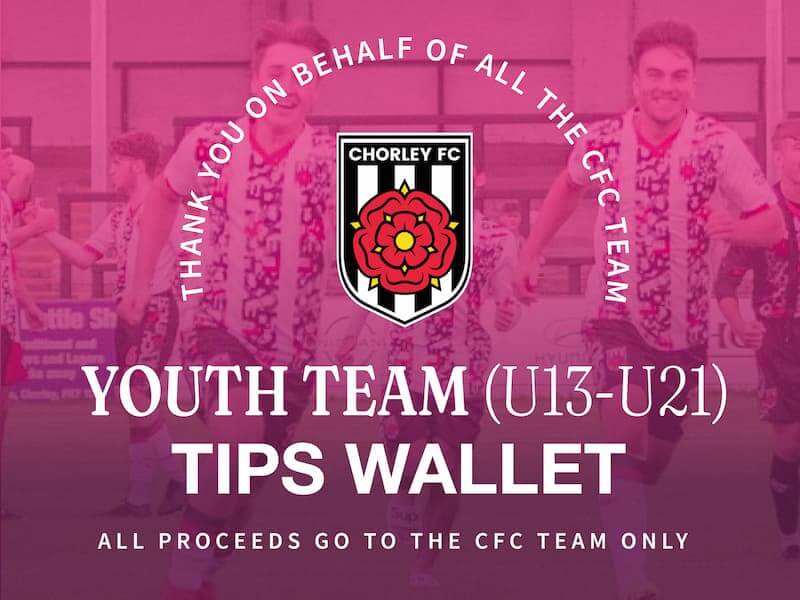 THANK YOU ON BEHALF OF ALL THE CFC TEAM
CHORLEY FC
YOUTH TEAM (U13-U21)
TIPS WALLET
ALL PROCEEDS GO TO THE CFC TEAM ONLY